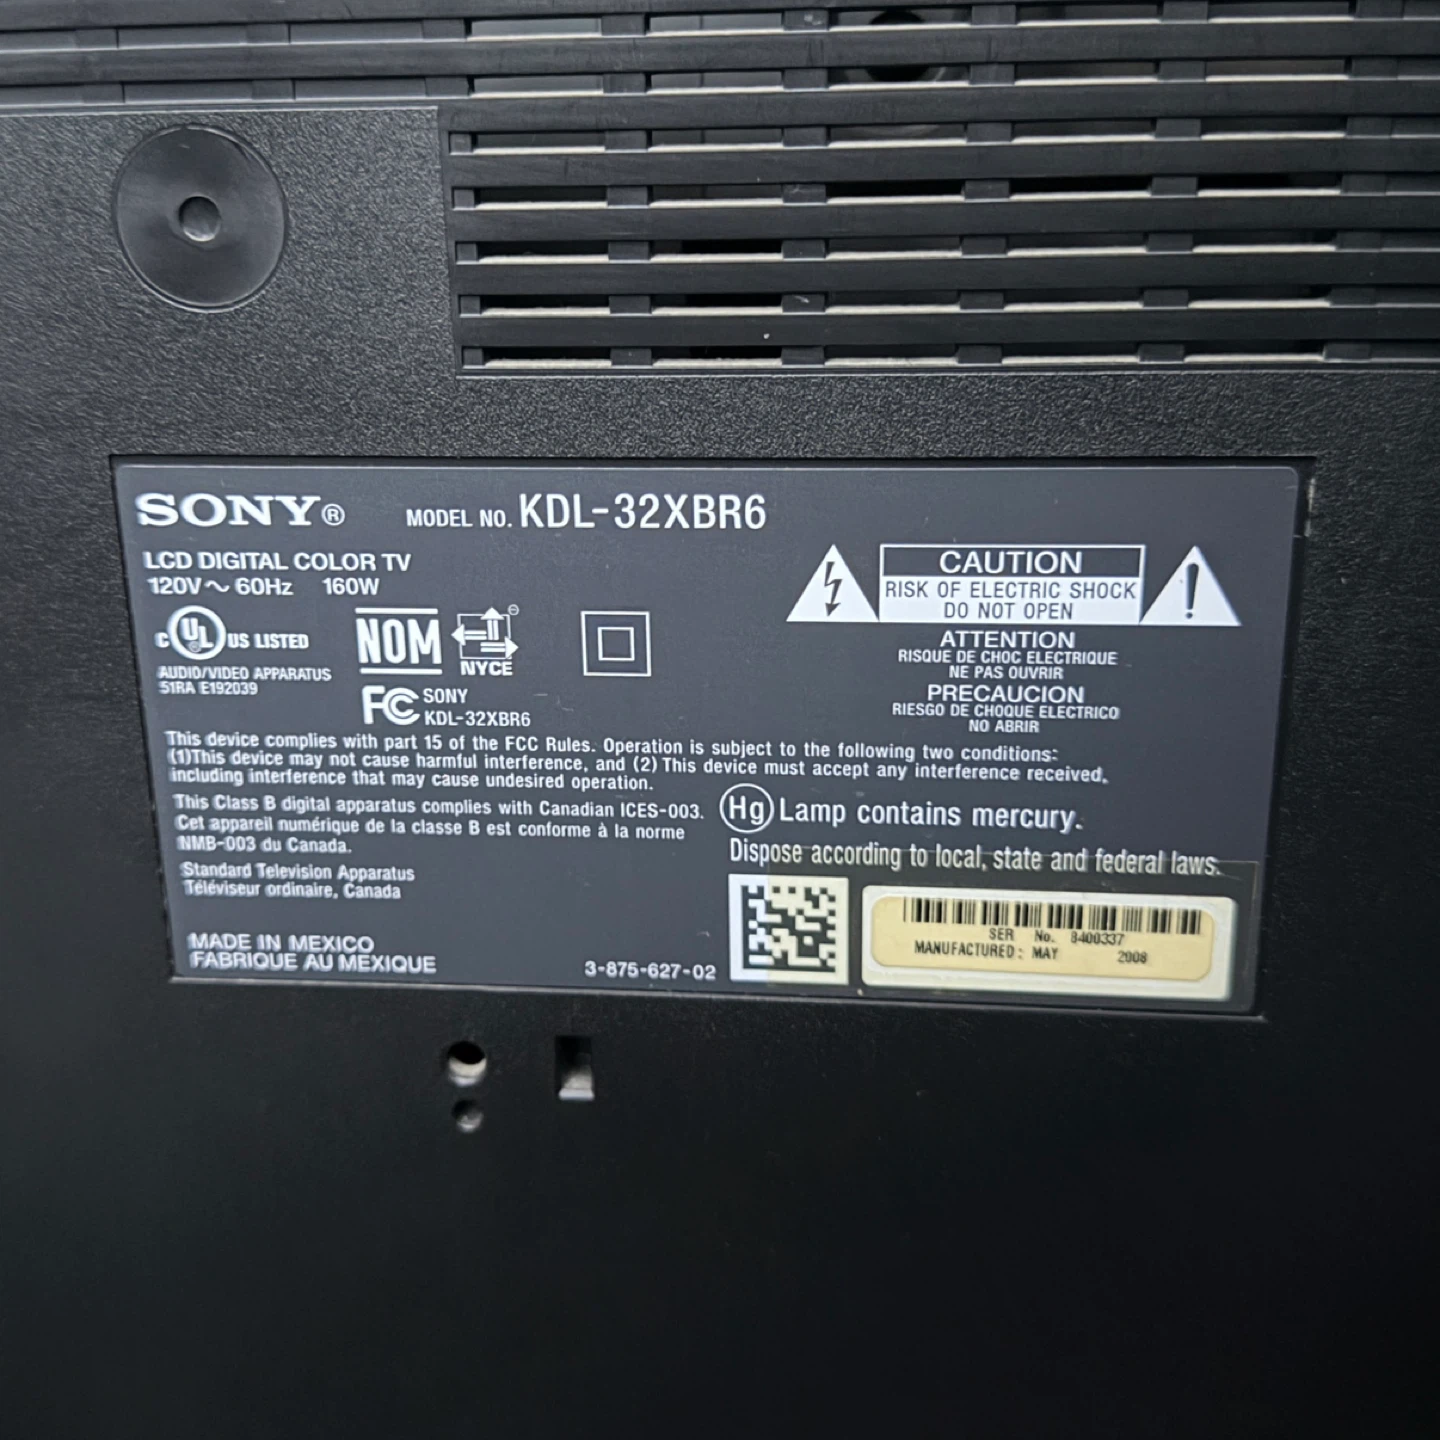 SONY® MODEL NO. KDL-32XBR6
LCD DIGITAL COLOR TV
120V~60Hz 160W
CAUTION
RISK OF ELECTRIC SHOCK
DO NOT OPEN
C UL US LISTED
AUDIO/VIDEO APPARATUS
51RA E192039
NOM
NYCE
FC SONY
KDL-32XBR6
ATTENTION
RISQUE DE CHOC ELECTRIQUE
NE PAS OUVRIR
PRECAUCION
RIESGO DE CHOQUE ELECTRICO
NO ABRIR
This device complies with part 15 of the FCC Rules. Operation is subject to the following two conditions:
(1)This device may not cause harmful interference, and (2) This device must accept any interference received,
including interference that may cause undesired operation.
This Class B digital apparatus complies with Canadian ICES-003.
Cet appareil numérique de la classe B est conforme à la norme
NMB-003 du Canada.
Standard Television Apparatus
Téléviseur ordinaire, Canada
Hg Lamp contains mercury.
Dispose according to local, state and federal laws.
MADE IN MEXICO
FABRIQUE AU MEXIQUE
3-875-627-02
SER No. 8400337
MANUFACTURED: MAY 2008